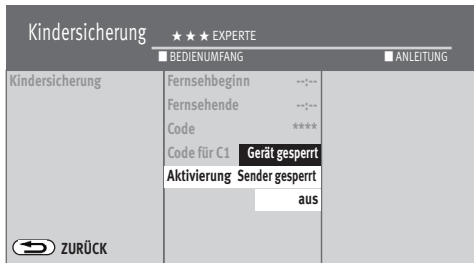 Kindersicherung ★★★ EXPERTE
BEDIENUMFANG ANLEITUNG
Kindersicherung Fernsehbeginn --:--
Fernsehende --:--
Code ****
Code für C1 Gerät gesperrt
Aktivierung Sender gesperrt
aus
ZURÜCK